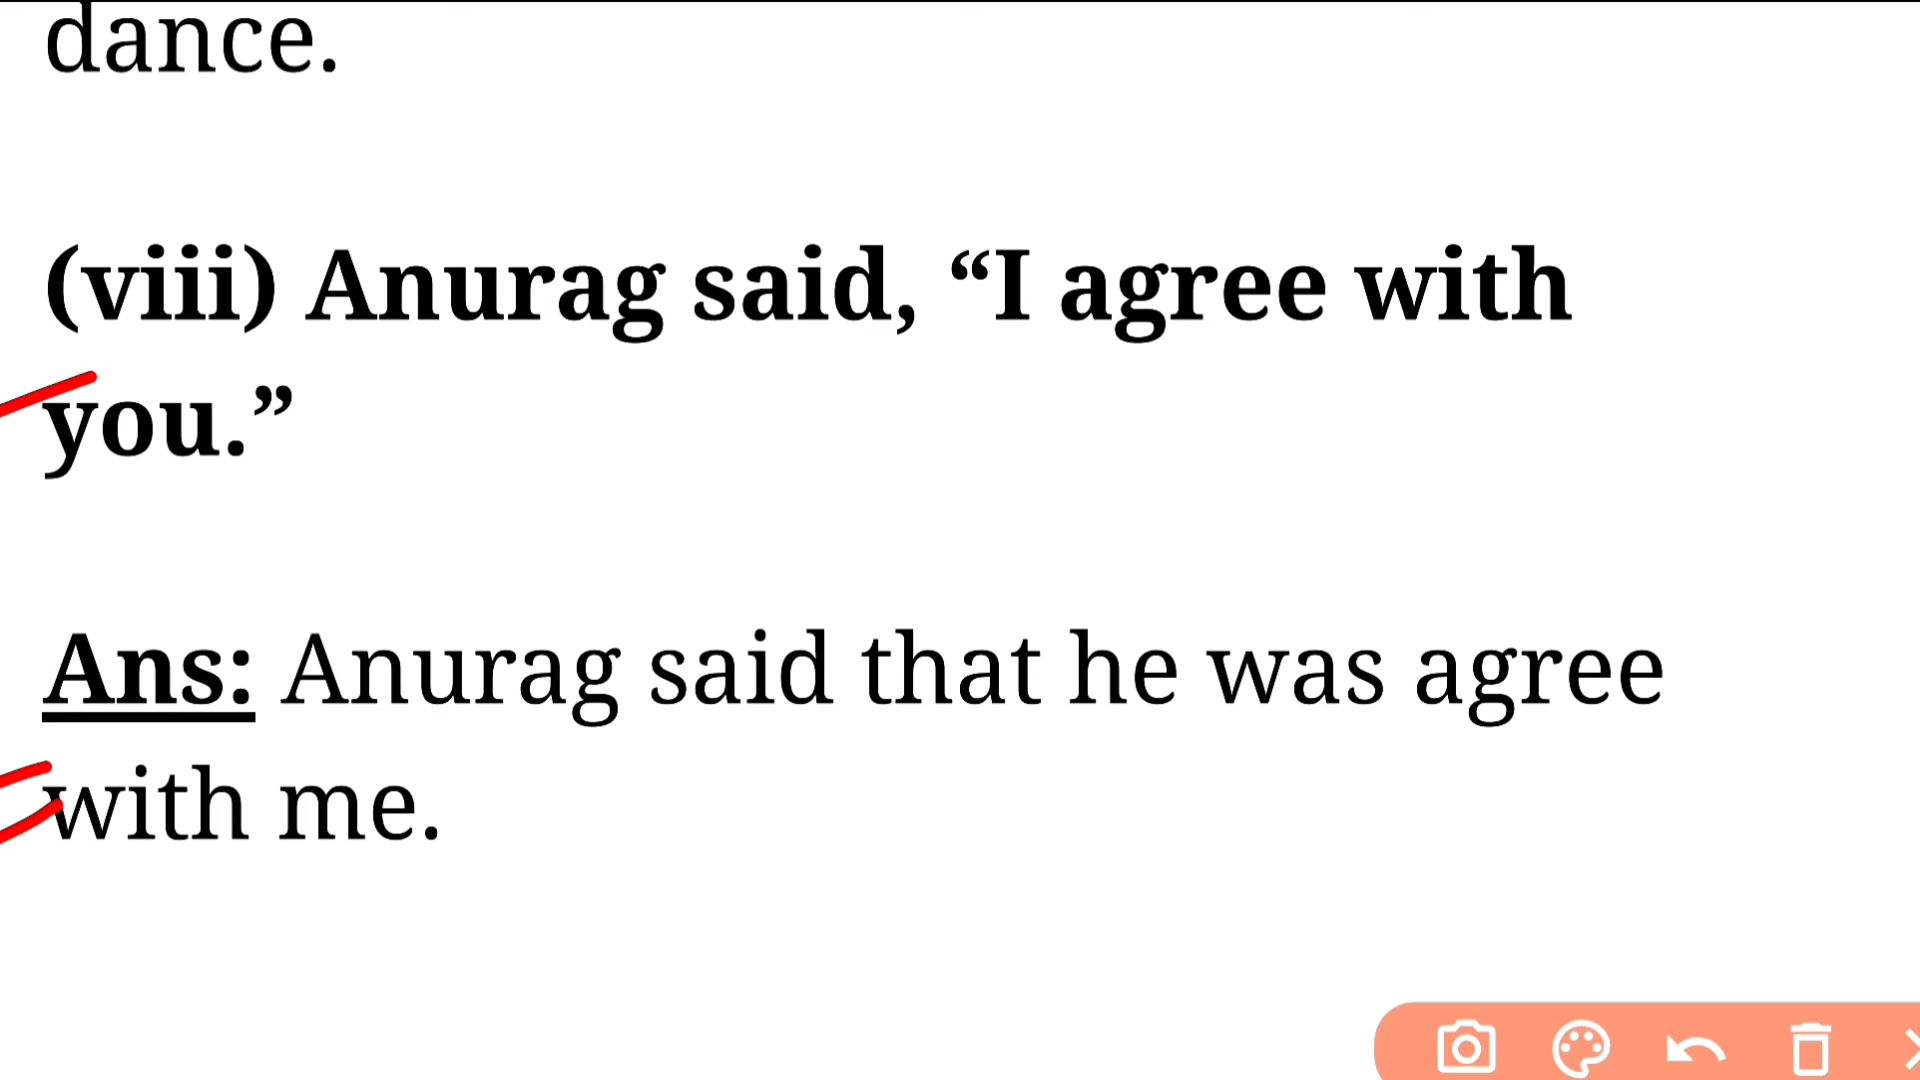 dance.
(viii) Anurag said, “I agree with
you.”
Ans: Anurag said that he was agree
with me.